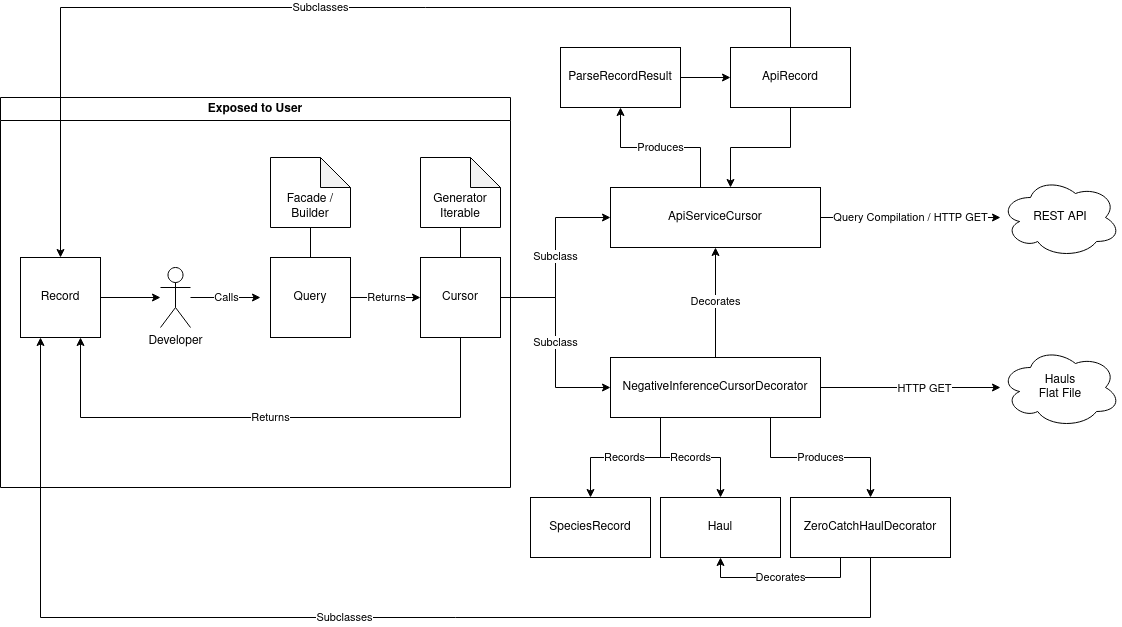 Subclasses
ParseRecordResult
ApiRecord
Exposed to User
Produces
Facade /
Builder
Generator
Iterable
ApiServiceCursor
Query Compilation / HTTP GET
REST API
Subclass
Record
Developer
Calls
Query
Returns
Cursor
Decorates
Subclass
NegativeInferenceCursorDecorator
HTTP GET
Hauls
Flat File
Returns
Records
Records
Produces
SpeciesRecord
Haul
ZeroCatchHaulDecorator
Decorates
Subclasses